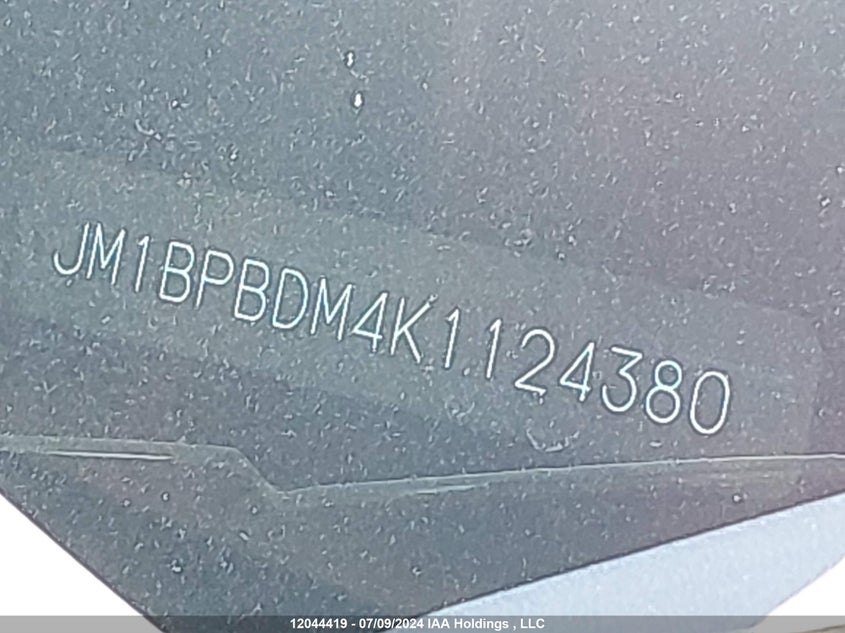 JM1BPBDM4K1124380
12044419 - 07/09/2024 IAA Holdings , LLC